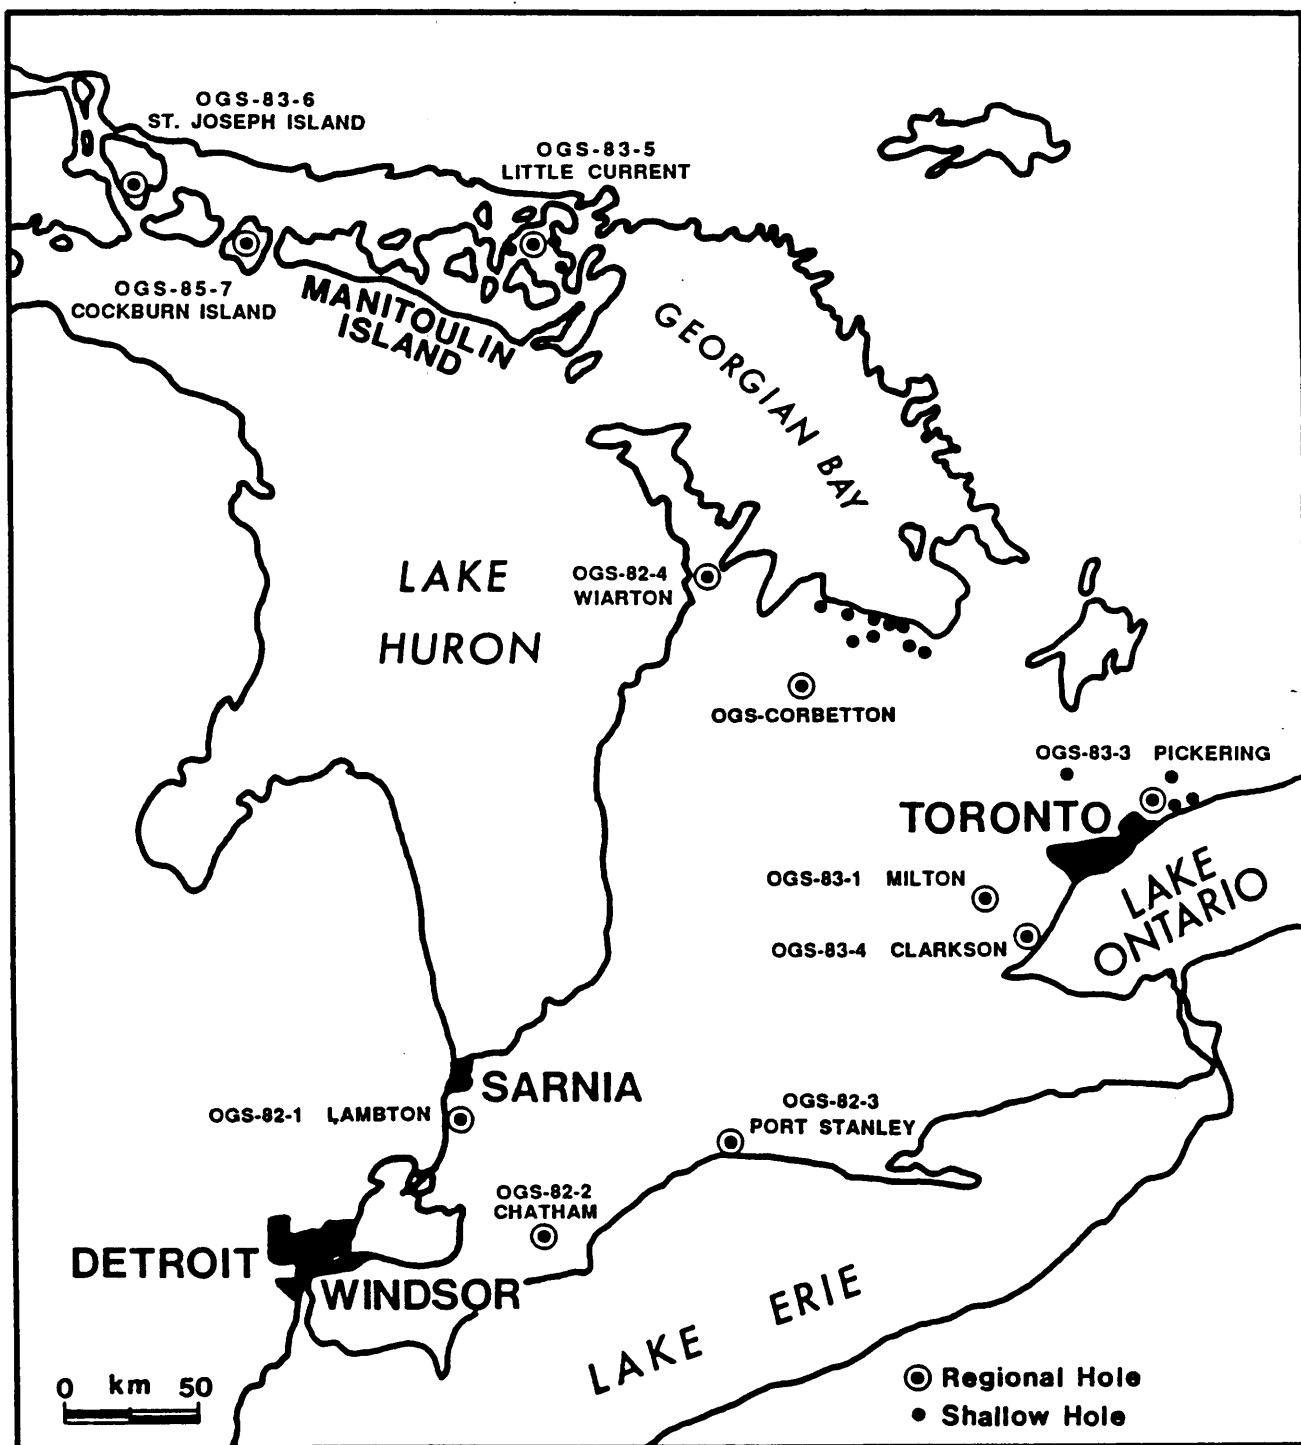 OGS-83-6
ST. JOSEPH ISLAND
OGS-83-5
LITTLE CURRENT
OGS-85-7
COCKBURN ISLAND
MANITOULIN
ISLAND
GEORGIAN BAY
LAKE
HURON
OGS-82-4
WIARTON
OGS-CORBETTON
OGS-83-3 PICKERING
TORONTO
OGS-83-1 MILTON
LAKE
ONTARIO
OGS-83-4 CLARKSON
SARNIA
OGS-82-1 LAMBTON
OGS-82-3
PORT STANLEY
OGS-82-2
CHATHAM
DETROIT
WINDSOR
LAKE ERIE
0 km 50
Regional Hole
Shallow Hole